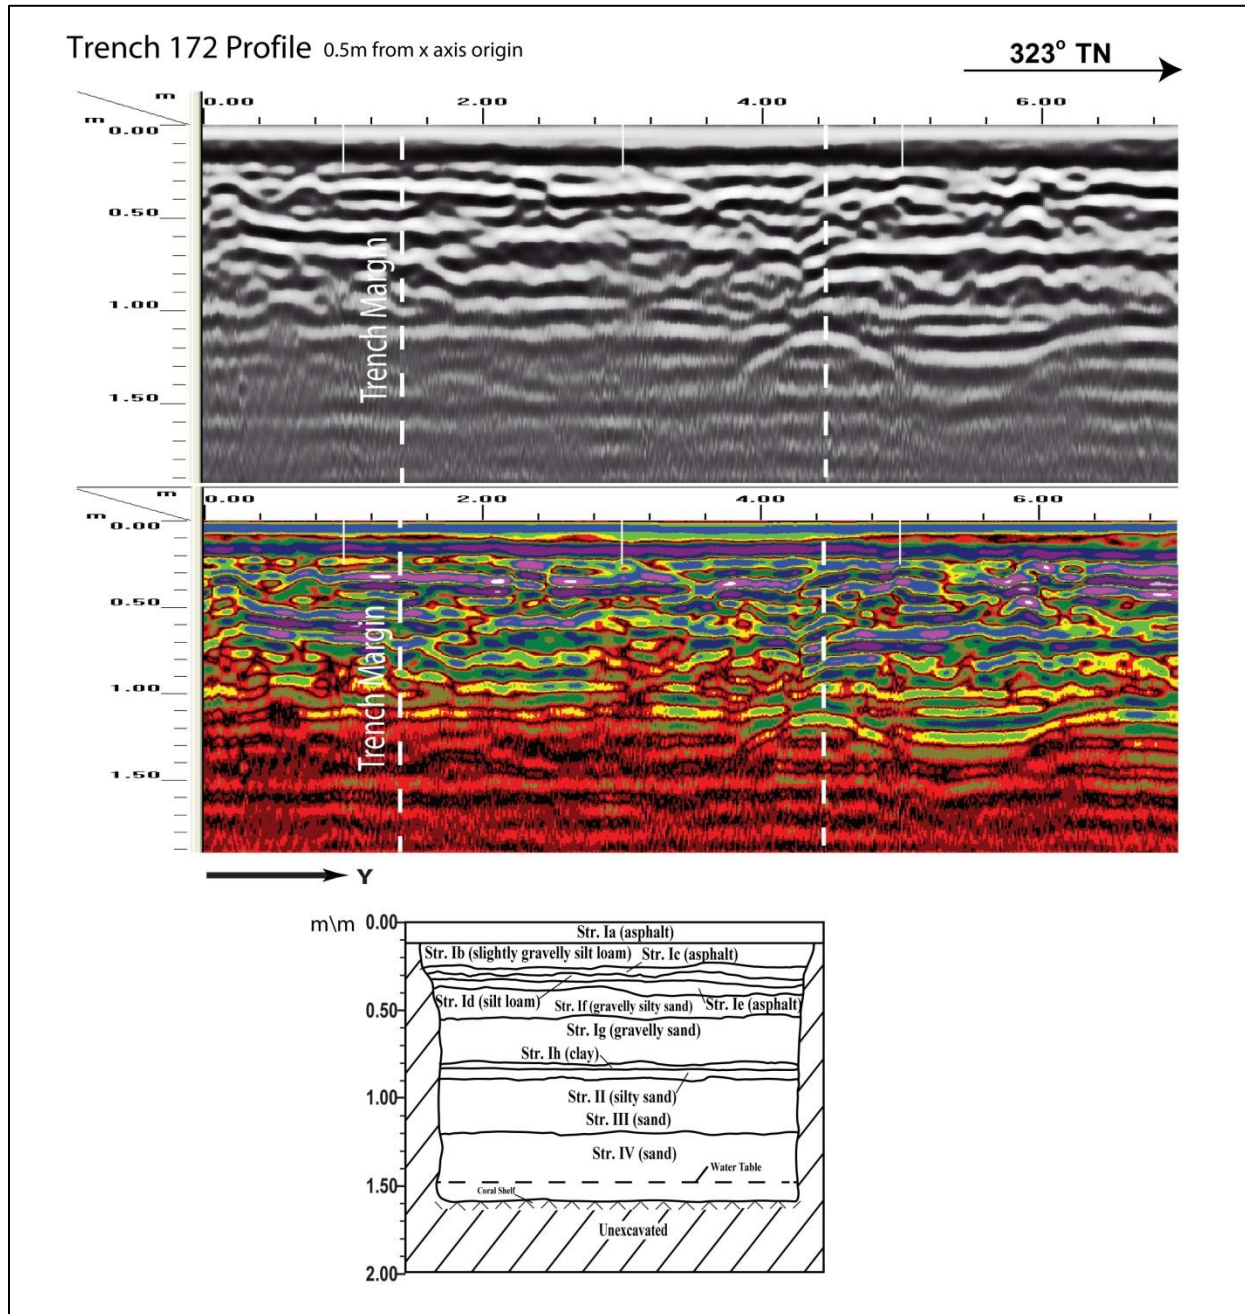 Trench 172 Profile 0.5m from x axis origin
323° TN
m 0.00 2.00 4.00 6.00
m
0.00
0.50
1.00
1.50
Trench Margin
m 0.00 2.00 4.00 6.00
m
0.00
0.50
1.00
1.50
Trench Margin
Y
m\m 0.00
Str. Ia (asphalt)
Str. Ib (slightly gravelly silt loam)
Str. Ic (asphalt)
Str. Id (silt loam)
Str. Ie (asphalt)
Str. If (gravelly silty sand)
0.50
Str. Ig (gravelly sand)
Str. Ih (clay)
1.00
Str. II (silty sand)
Str. III (sand)
Str. IV (sand)
Water Table
1.50
Coral Shelf
Unexcavated
2.00